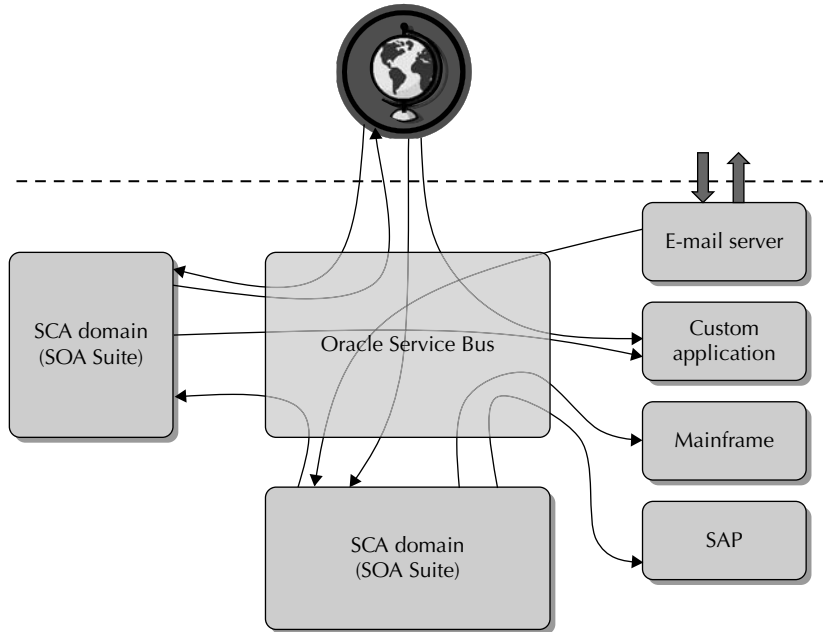 E-mail server
SCA domain
(SOA Suite)
Oracle Service Bus
Custom
application
Mainframe
SCA domain
(SOA Suite)
SAP